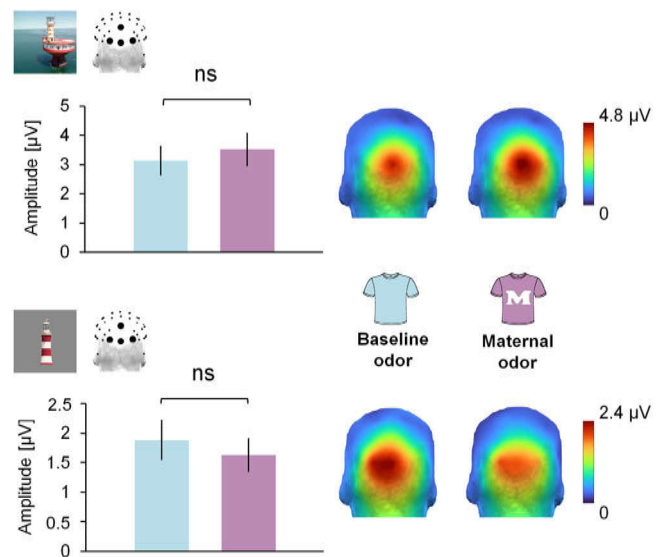 ns
Amplitude [µV]
5
4
3
2
1
0
4.8 µV
0
M
Baseline
odor
Maternal
odor
ns
Amplitude [µV]
2.5
2
1.5
1
0.5
0
2.4 µV
0